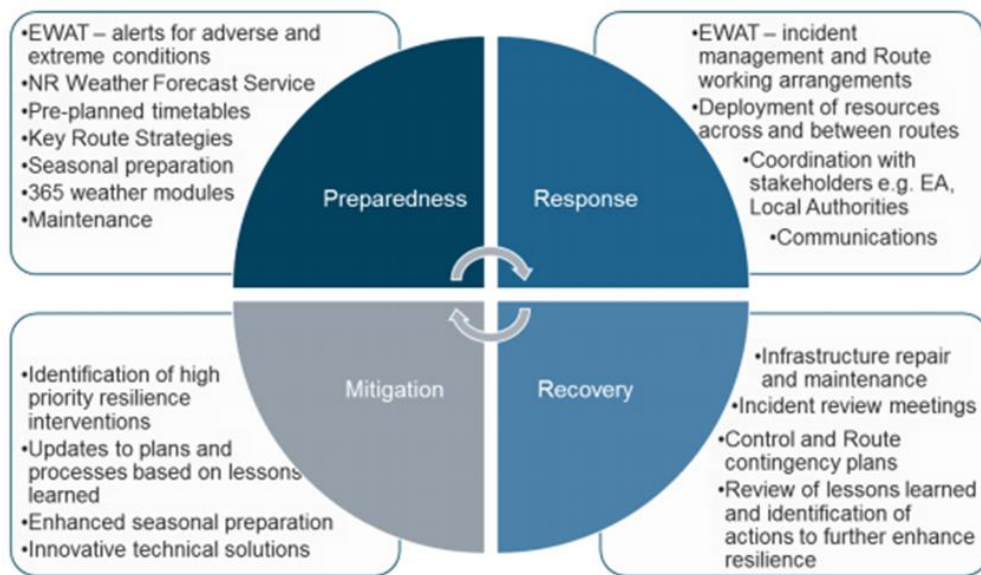 •EWAT – alerts for adverse and
extreme conditions
•NR Weather Forecast Service
•Pre-planned timetables
•Key Route Strategies
•Seasonal preparation
•365 weather modules
•Maintenance
Preparedness
Response
•EWAT – incident
management and Route
working arrangements
•Deployment of resources
across and between routes
•Coordination with
stakeholders e.g. EA,
Local Authorities
•Communications
•Identification of high
priority resilience
interventions
•Updates to plans and
processes based on lessons
learned
•Enhanced seasonal preparation
•Innovative technical solutions
Mitigation
Recovery
•Infrastructure repair
and maintenance
•Incident review meetings
•Control and Route
contingency plans
•Review of lessons learned
and identification of
actions to further enhance
resilience